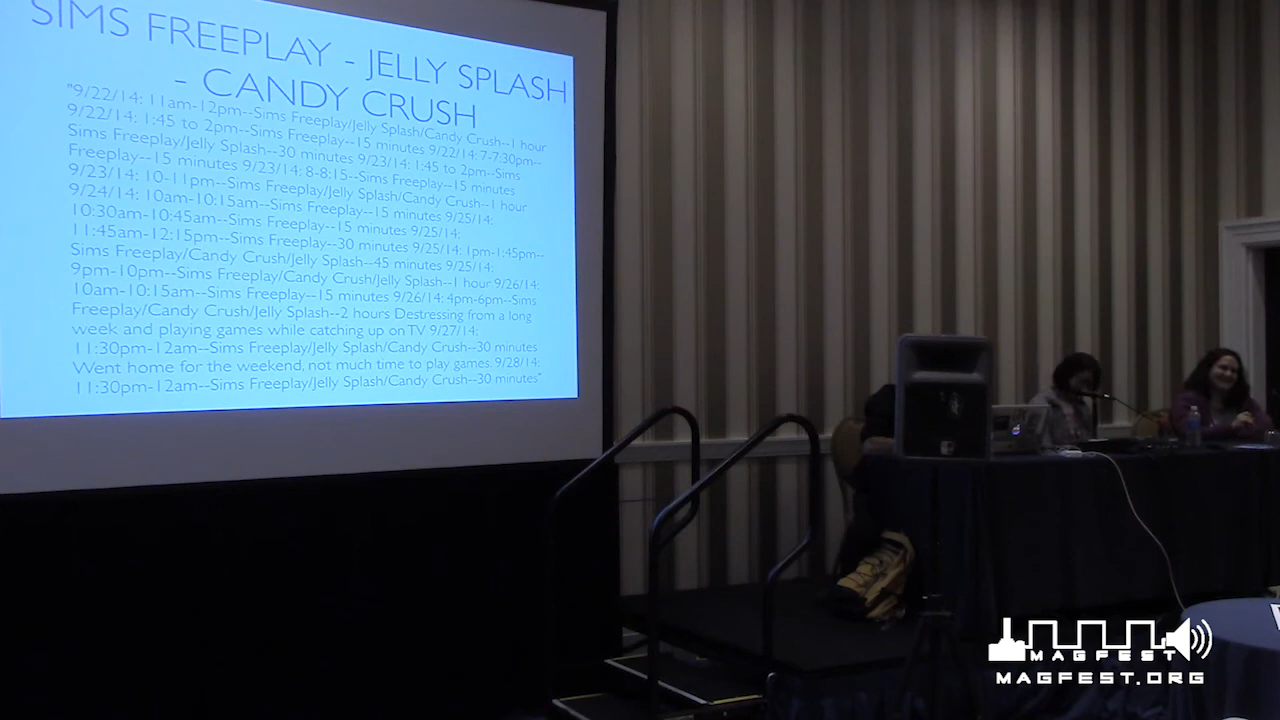 SIMS FREEPLAY - JELLY SPLASH
- CANDY CRUSH
"9/22/14: 11am-12pm--Sims Freeplay/Jelly Splash/Candy Crush--1 hour
9/22/14: 1:45 to 2pm--Sims Freeplay--15 minutes 9/22/14: 7-7:30pm--
Sims Freeplay/Jelly Splash--30 minutes 9/23/14: 1:45 to 2pm--Sims
Freeplay--15 minutes 9/23/14: 8-8:15--Sims Freeplay--15 minutes
9/23/14: 10-11pm--Sims Freeplay/Jelly Splash/Candy Crush--1 hour
9/24/14: 10am-10:15am--Sims Freeplay--15 minutes 9/25/14:
10:30am-10:45am--Sims Freeplay--15 minutes 9/25/14:
11:45am-12:15pm--Sims Freeplay--30 minutes 9/25/14: 1pm-1:45pm--
Sims Freeplay/Candy Crush/Jelly Splash--45 minutes 9/25/14:
9pm-10pm--Sims Freeplay/Candy Crush/Jelly Splash--1 hour 9/26/14:
10am-10:15am--Sims Freeplay--15 minutes 9/26/14: 4pm-6pm--Sims
Freeplay/Candy Crush/Jelly Splash--2 hours Destressing from a long
week and playing games while catching up on TV 9/27/14:
11:30pm-12am--Sims Freeplay/Jelly Splash/Candy Crush--30 minutes
Went home for the weekend, not much time to play games. 9/28/14:
11:30pm-12am--Sims Freeplay/Jelly Splash/Candy Crush--30 minutes"
MAGFEST
MAGFEST.ORG